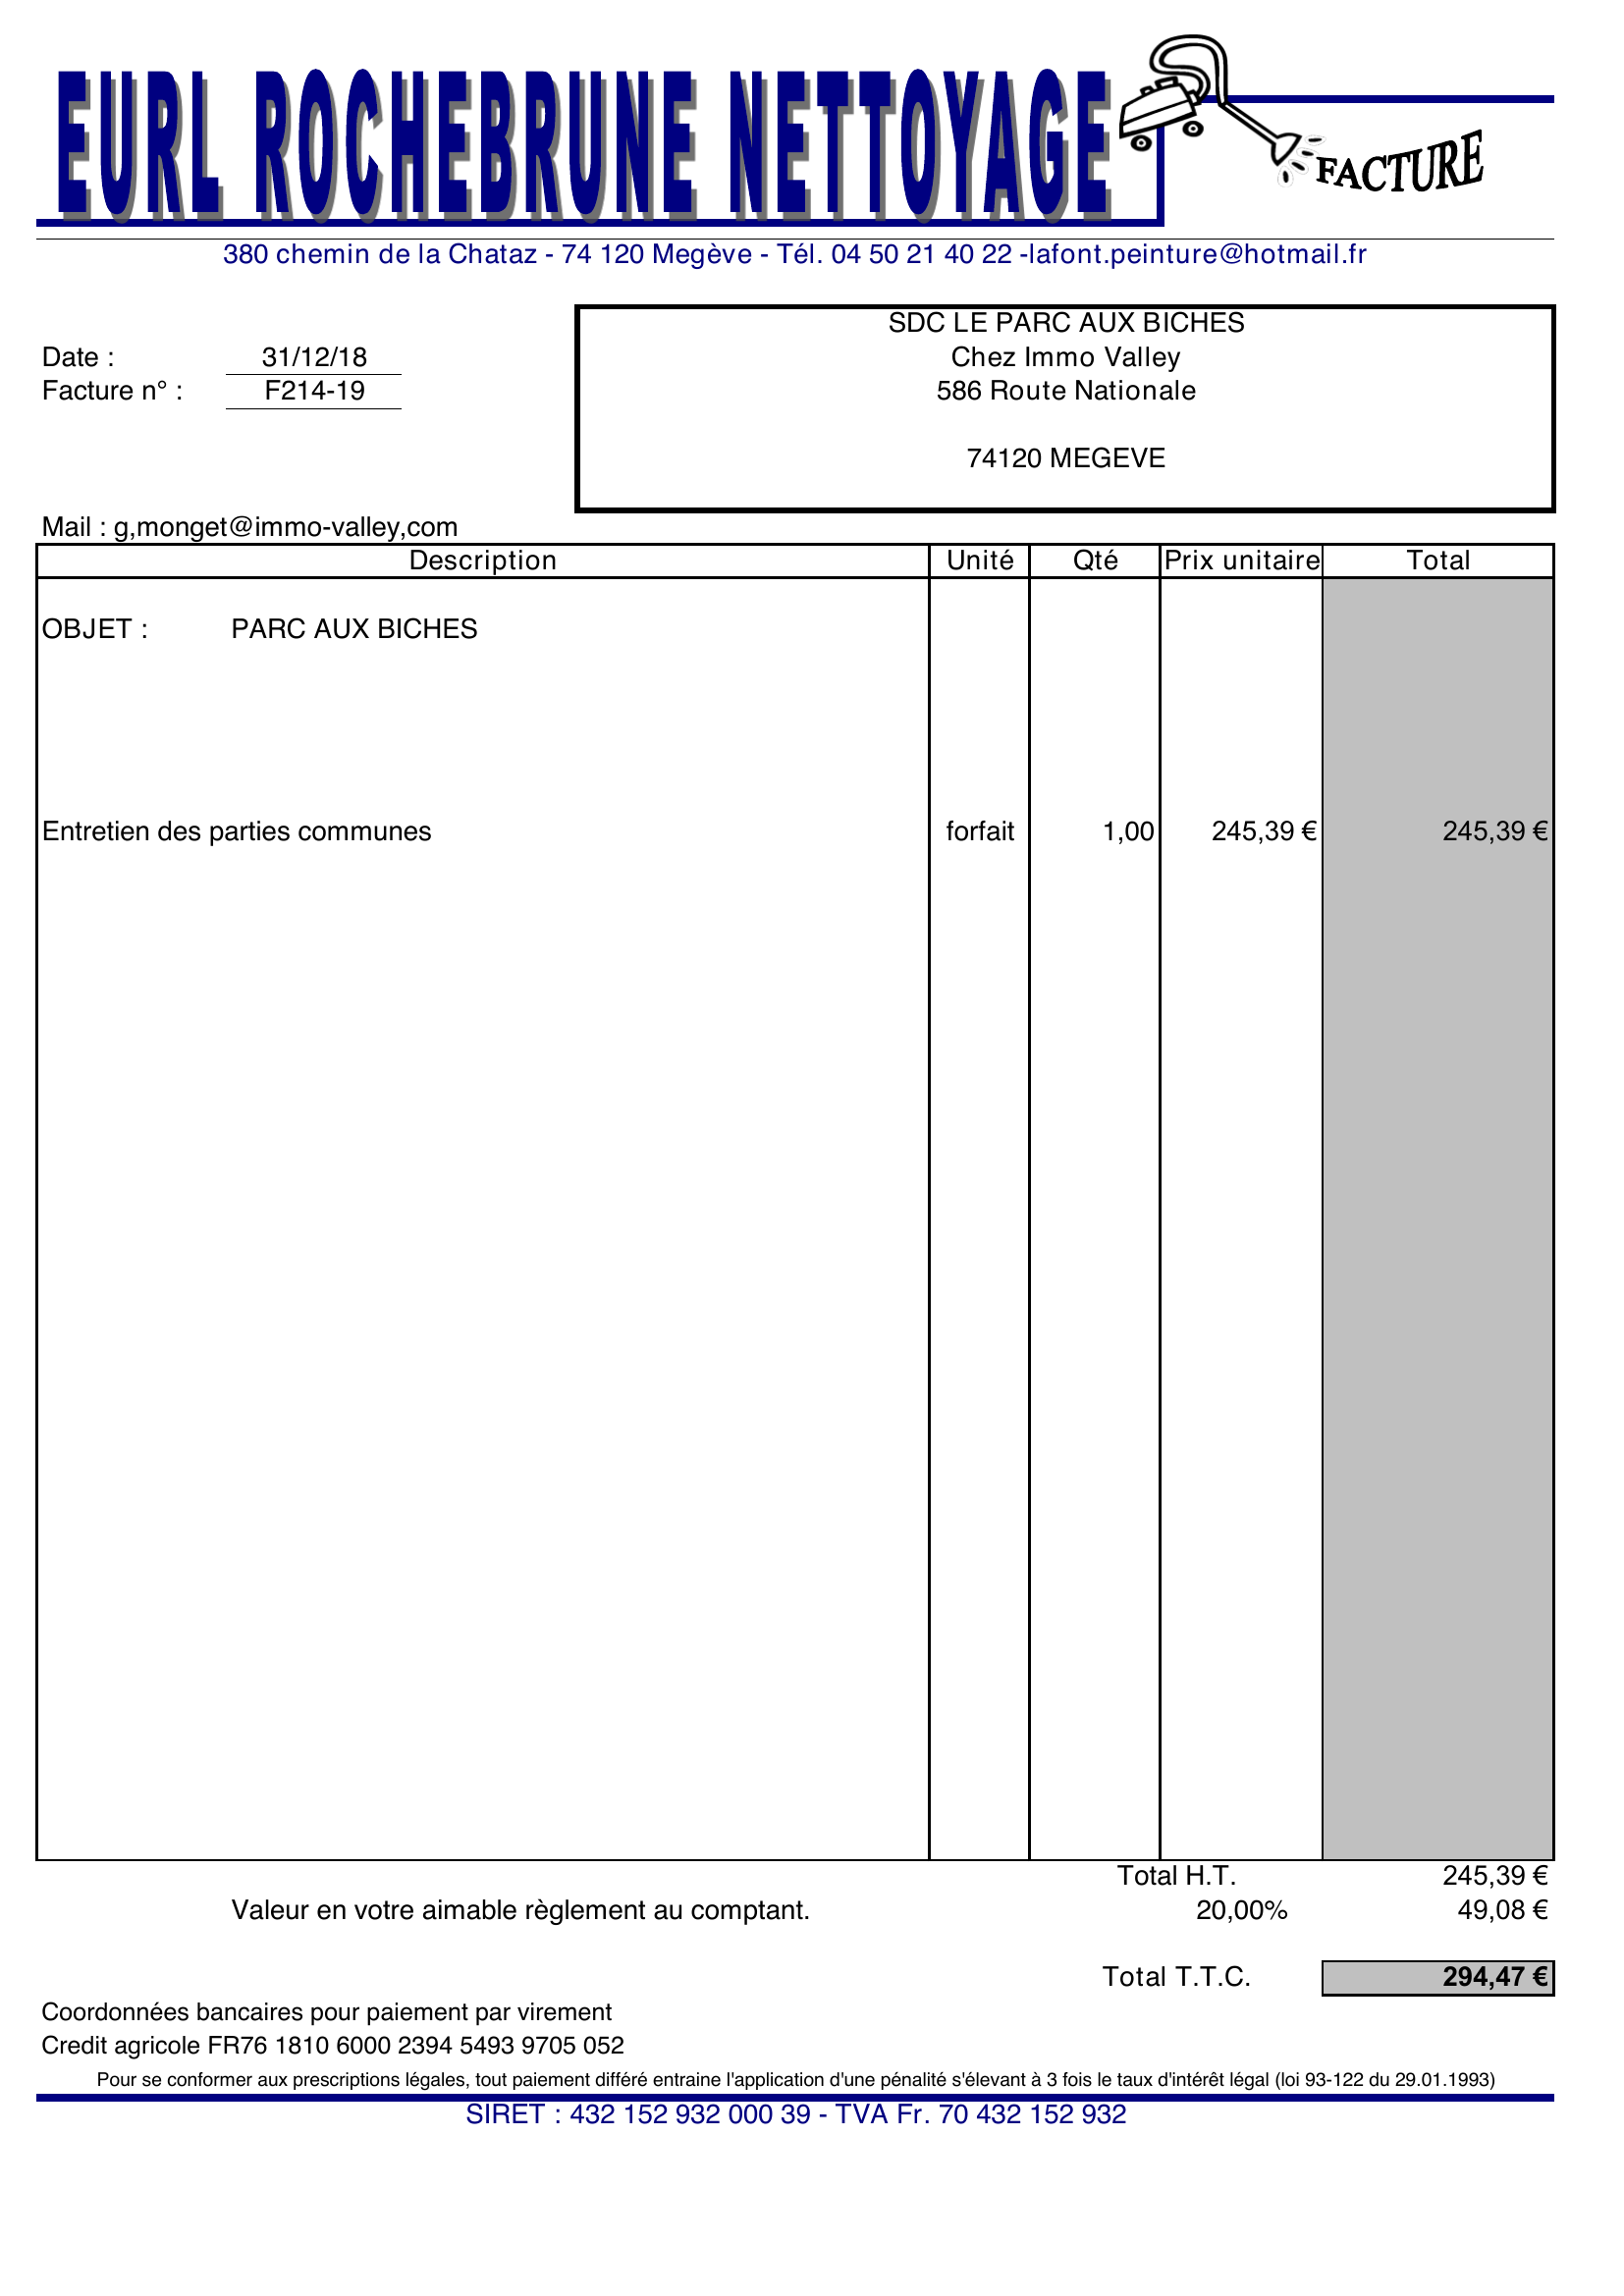 EURL ROCHEBRUNE NETTOYAGE
FACTURE
380 chemin de la Chataz - 74 120 Megève - Tél. 04 50 21 40 22 -lafont.peinture@hotmail.fr
SDC LE PARC AUX BICHES
Date : 31/12/18 Chez Immo Valley
Facture n° : F214-19 586 Route Nationale
74120 MEGEVE
Mail : g,monget@immo-valley,com
Description Unité Qté Prix unitaire Total
OBJET : PARC AUX BICHES
Entretien des parties communes forfait 1,00 245,39 € 245,39 €
Total H.T. 245,39 €
Valeur en votre aimable règlement au comptant. 20,00% 49,08 €
Total T.T.C. 294,47 €
Coordonnées bancaires pour paiement par virement
Credit agricole FR76 1810 6000 2394 5493 9705 052
Pour se conformer aux prescriptions légales, tout paiement différé entraine l'application d'une pénalité s'élevant à 3 fois le taux d'intérêt légal (loi 93-122 du 29.01.1993)
SIRET : 432 152 932 000 39 - TVA Fr. 70 432 152 932